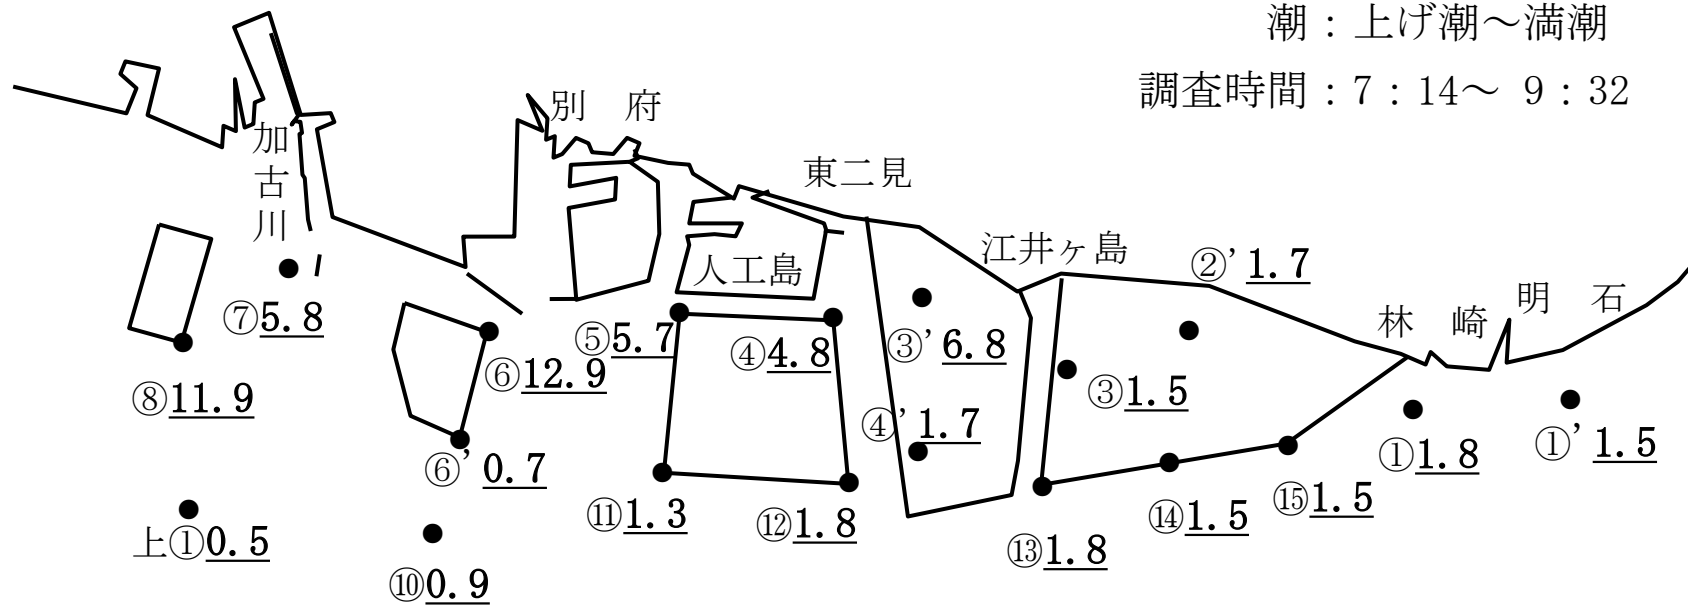 潮：上げ潮～満潮
調査時間：7：14～ 9：32
別 府
加古川
東二見
江井ヶ島
人工島
②' 1.7
明 石
林 崎
⑦5.8
⑤5.7
④4.8
③' 6.8
⑥12.9
③1.5
⑧11.9
④' 1.7
①1.8
①' 1.5
⑥' 0.7
⑪1.3
⑫1.8
⑭1.5
⑮1.5
上①0.5
⑬1.8
⑩0.9